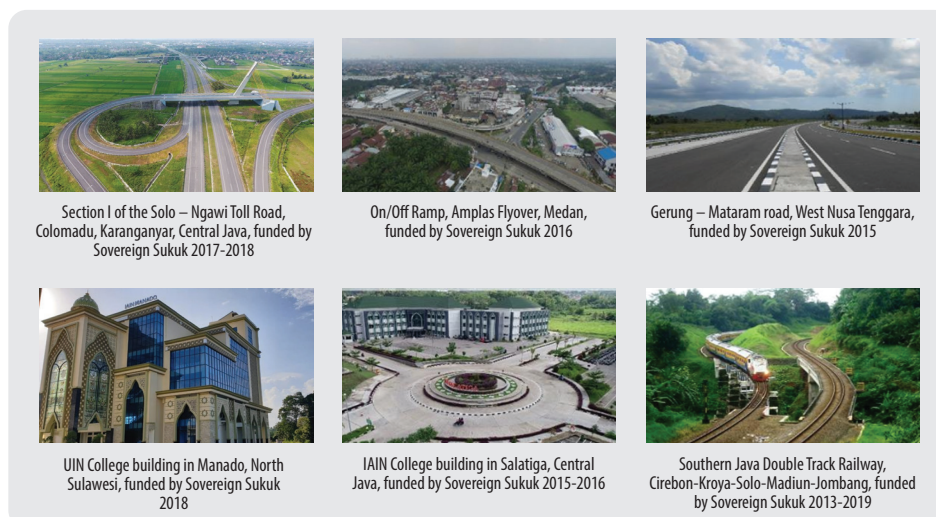 Section I of the Solo – Ngawi Toll Road,
Colomadu, Karanganyar, Central Java, funded by
Sovereign Sukuk 2017-2018
On/Off Ramp, Amplas Flyover, Medan,
funded by Sovereign Sukuk 2016
Gerung – Mataram road, West Nusa Tenggara,
funded by Sovereign Sukuk 2015
UIN College building in Manado, North
Sulawesi, funded by Sovereign Sukuk
2018
IAIN College building in Salatiga, Central
Java, funded by Sovereign Sukuk 2015-2016
Southern Java Double Track Railway,
Cirebon-Kroya-Solo-Madiun-Jombang, funded
by Sovereign Sukuk 2013-2019